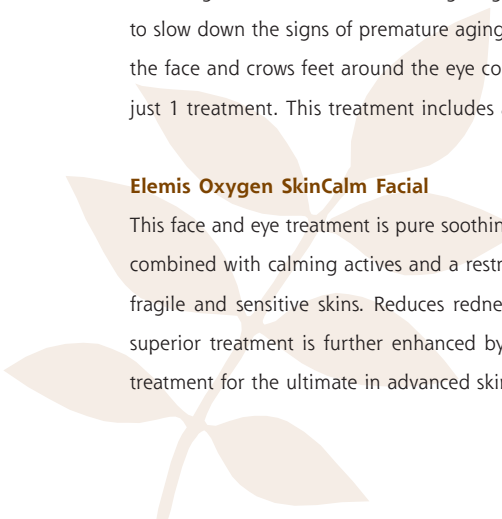 to slow down the signs of premature aging
the face and crows feet around the eye co
just 1 treatment. This treatment includes
Elemis Oxygen SkinCalm Facial
This face and eye treatment is pure soothin
combined with calming actives and a restr
fragile and sensitive skins. Reduces redne
superior treatment is further enhanced by
treatment for the ultimate in advanced skin